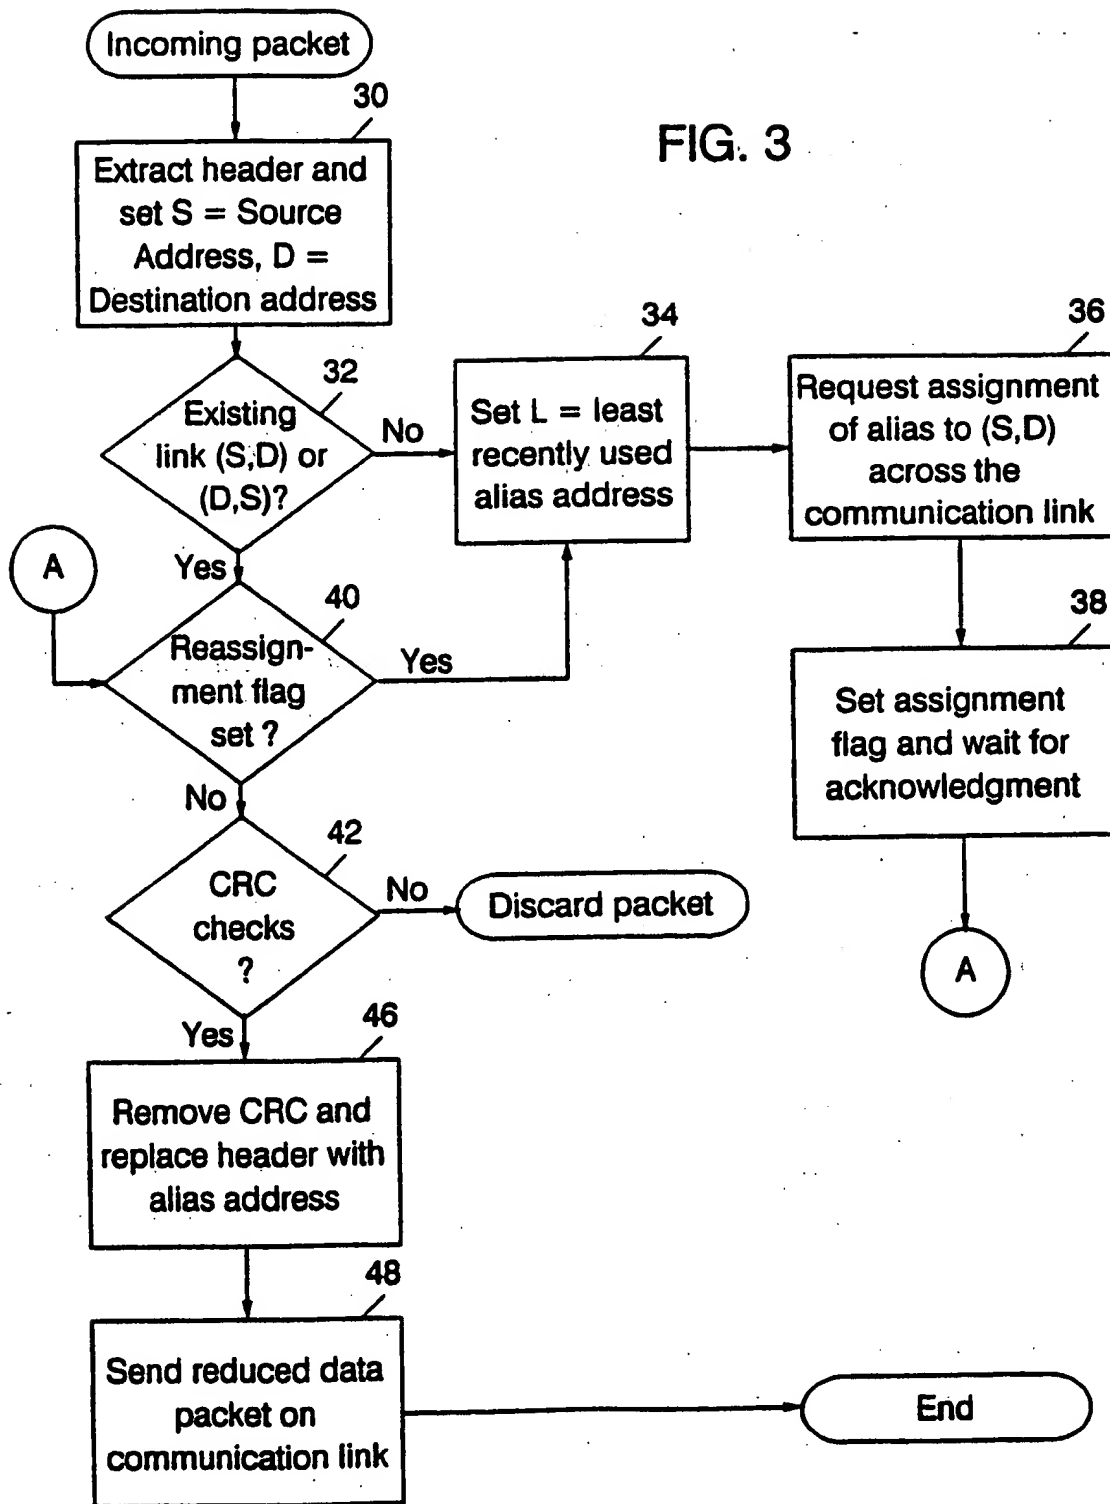 Incoming packet
30
FIG. 3
Extract header and
set S = Source
Address, D =
Destination address
32
Existing
link (S,D) or
(D,S)?
No
34
Set L = least
recently used
alias address
36
Request assignment
of alias to (S,D)
across the
communication link
A
Yes
40
Reassign-
ment flag
set ?
Yes
38
Set assignment
flag and wait for
acknowledgment
No
42
CRC
checks
?
No
Discard packet
A
Yes
46
Remove CRC and
replace header with
alias address
48
Send reduced data
packet on
communication link
End